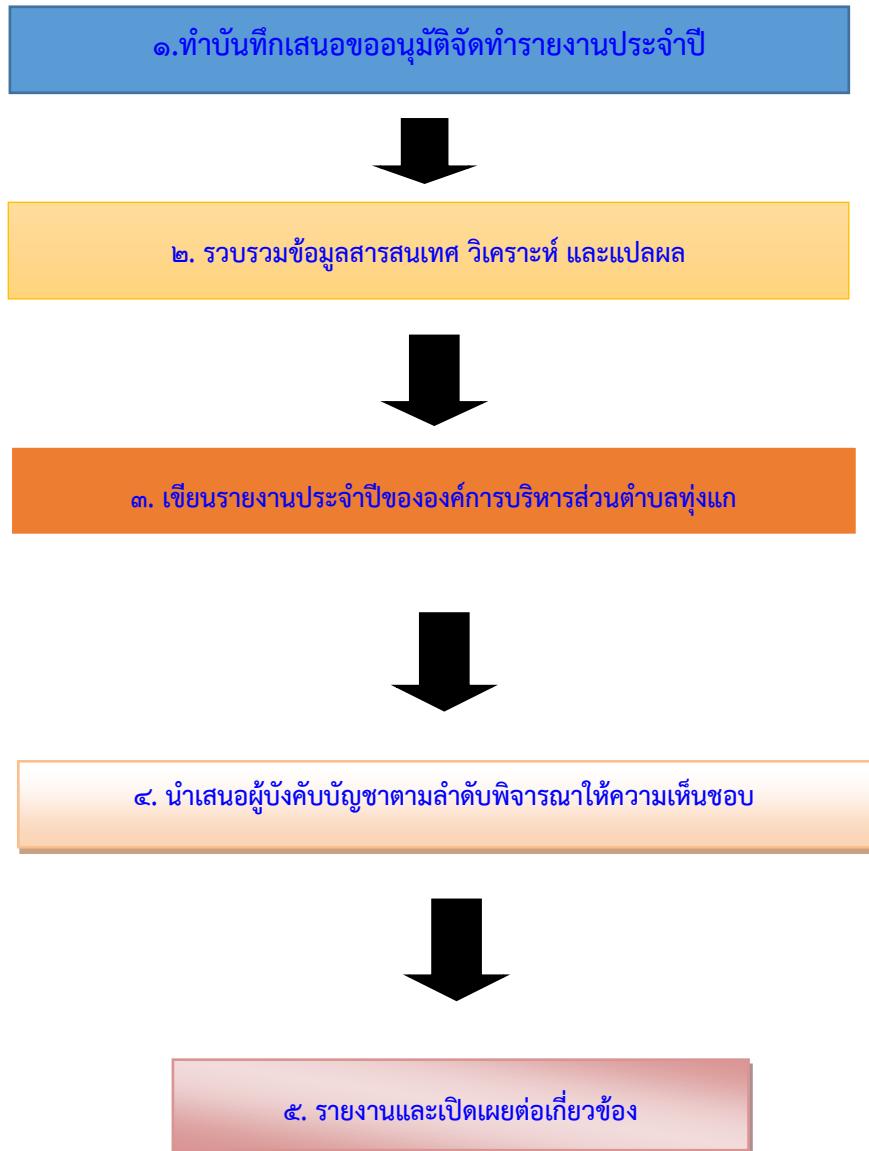 ๑.ทำบันทึกเสนอขออนุมัติจัดทำรายงานประจำปี
๒. รวบรวมข้อมูลสารสนเทศ วิเคราะห์ และแปลผล
๓. เขียนรายงานประจำปีขององค์การบริหารส่วนตำบลทุ่งแก
๔. นำเสนอผู้บังคับบัญชาตามลำดับพิจารณาให้ความเห็นชอบ
๕. รายงานและเปิดเผยต่อเกี่ยวข้อง